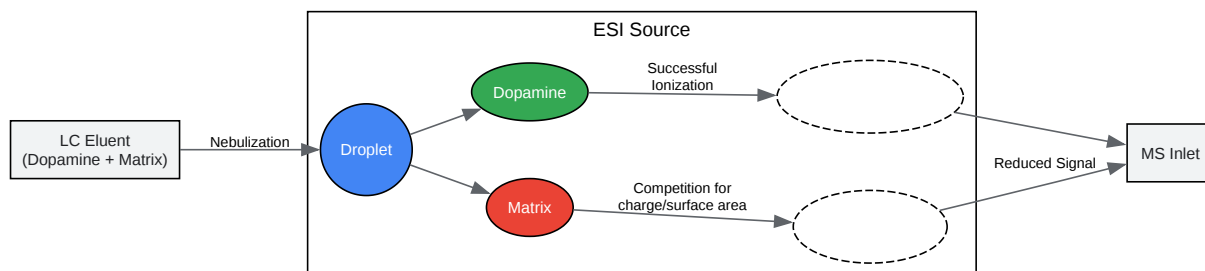 ESI Source
LC Eluent
(Dopamine + Matrix)
Nebulization
Droplet
Dopamine
Successful
Ionization
Matrix
Competition for
charge/surface area
Reduced Signal
MS Inlet